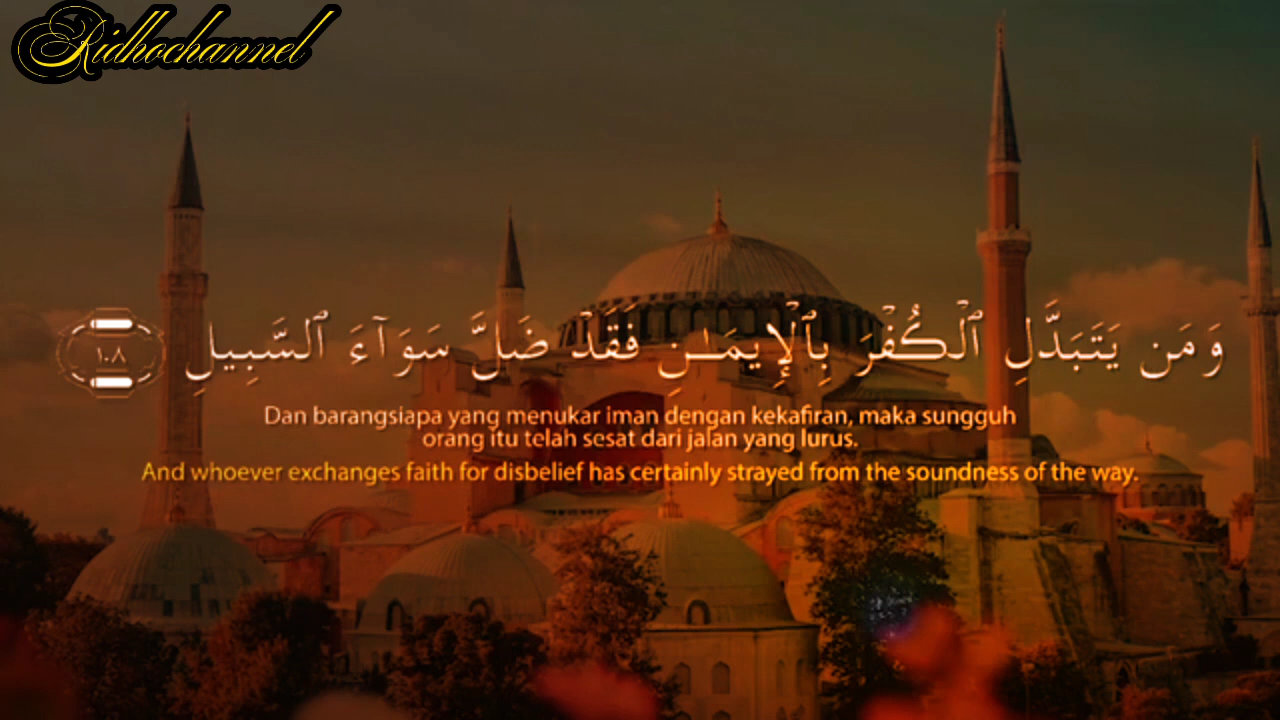 Ridhochannel
وَمَن يَتَبَدَّلِ ٱلْكُفْرَ بِٱلْإِيمَـٰنِ فَقَدْ ضَلَّ سَوَآءَ ٱلسَّبِيلِ ١٠٨
Dan barangsiapa yang menukar iman dengan kekafiran, maka sungguh
orang itu telah sesat dari jalan yang lurus.
And whoever exchanges faith for disbelief has certainly strayed from the soundness of the way.